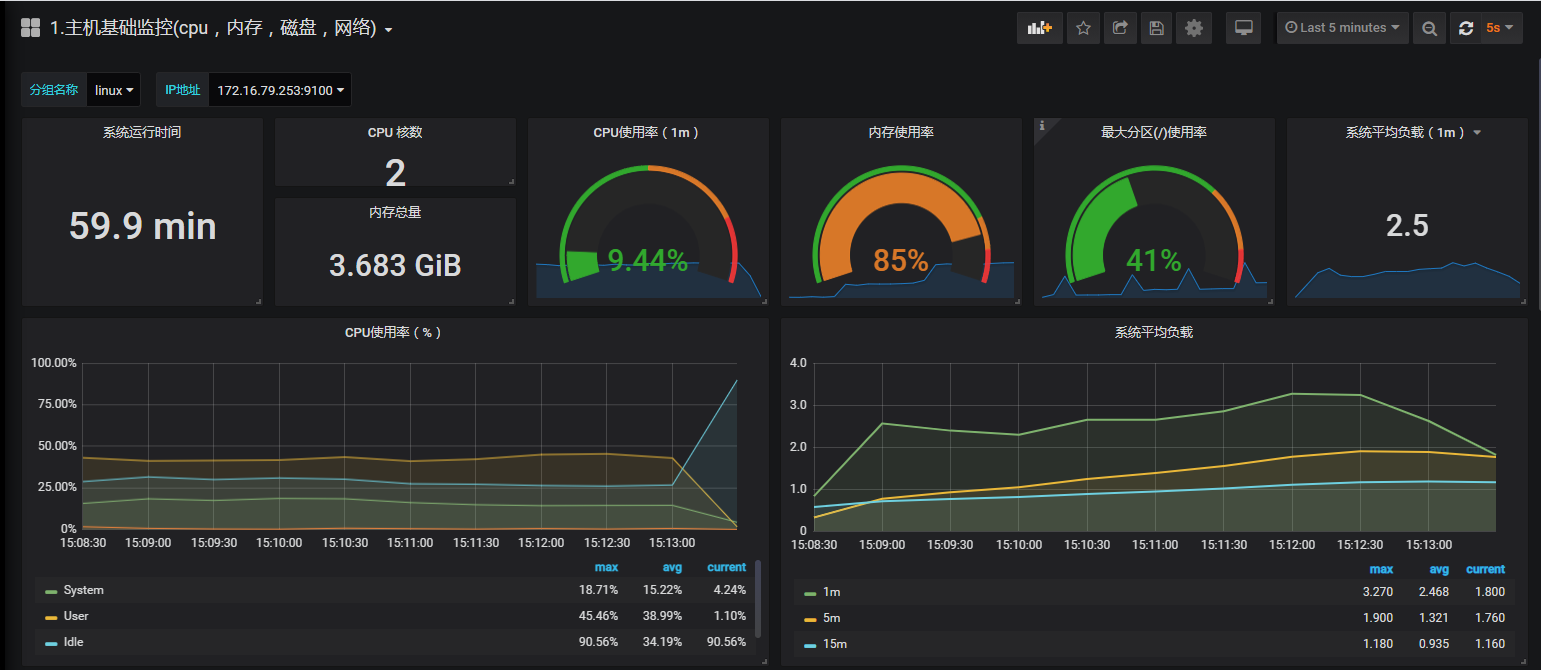 1.主机基础监控(cpu，内存，磁盘，网络)
Last 5 minutes
5s
分组名称 linux IP地址 172.16.79.253:9100
系统运行时间
59.9 min
CPU 核数
2
内存总量
3.683 GiB
CPU使用率（1m）
9.44%
内存使用率
85%
i
最大分区(/)使用率
41%
系统平均负载（1m）
2.5
CPU使用率（%）
100.00%
75.00%
50.00%
25.00%
0%
15:08:30 15:09:00 15:09:30 15:10:00 15:10:30 15:11:00 15:11:30 15:12:00 15:12:30 15:13:00
max avg current
System 18.71% 15.22% 4.24%
User 45.46% 38.99% 1.10%
Idle 90.56% 34.19% 90.56%
系统平均负载
4.0
3.0
2.0
1.0
0
15:08:30 15:09:00 15:09:30 15:10:00 15:10:30 15:11:00 15:11:30 15:12:00 15:12:30 15:13:00
max avg current
1m 3.270 2.468 1.800
5m 1.900 1.321 1.760
15m 1.180 0.935 1.160